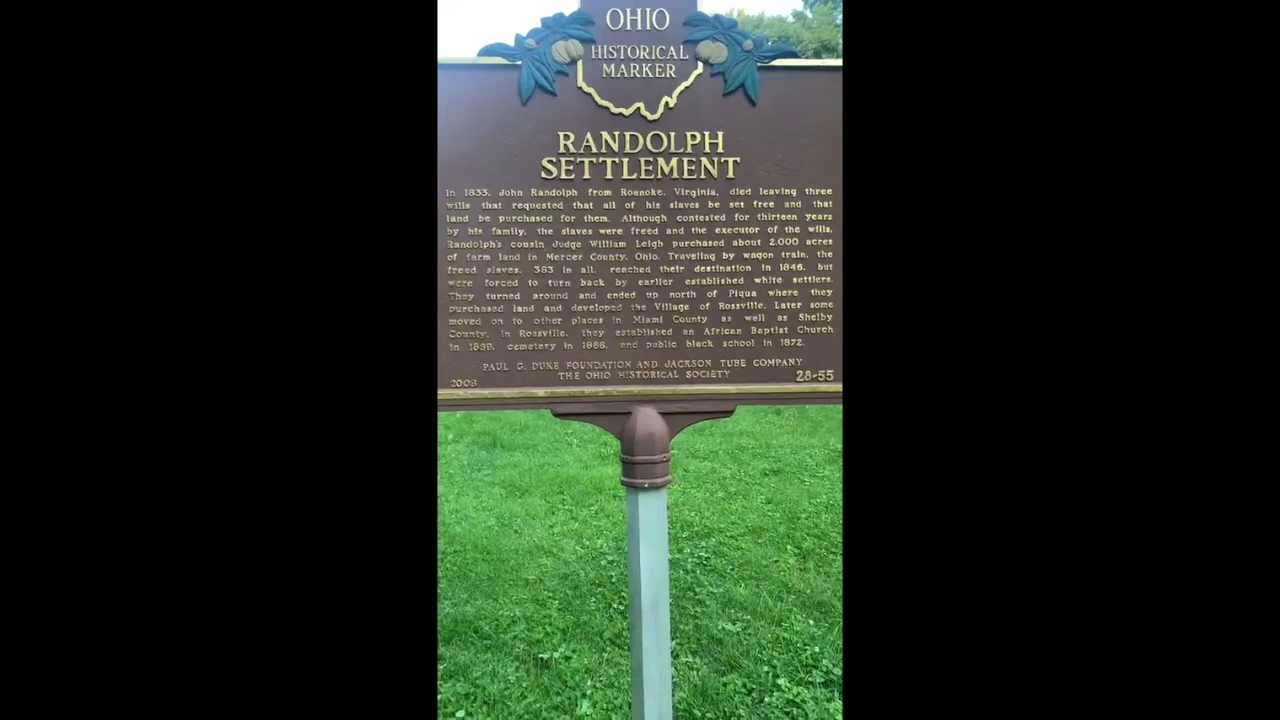 OHIO
HISTORICAL
MARKER
RANDOLPH
SETTLEMENT
In 1833, John Randolph from Roanoke, Virginia, died leaving three
wills that requested that all of his slaves be set free and that
land be purchased for them. Although contested for thirteen years
by his family, the slaves were freed and the executor of the wills,
Randolph's cousin Judge William Leigh purchased about 2,000 acres
of farm land in Mercer County, Ohio. Traveling by wagon train, the
freed slaves, 383 in all, reached their destination in 1846, but
were forced to turn back by earlier established white settlers.
They turned around and ended up north of Piqua where they
purchased land and developed the Village of Rossville. Later some
moved on to other places in Miami County as well as Shelby
County. In Rossville, they established an African Baptist Church
in 1869, cemetery in 1866, and public black school in 1872.
PAUL G. DUKE FOUNDATION AND JACKSON TUBE COMPANY
THE OHIO HISTORICAL SOCIETY
2008
28-55